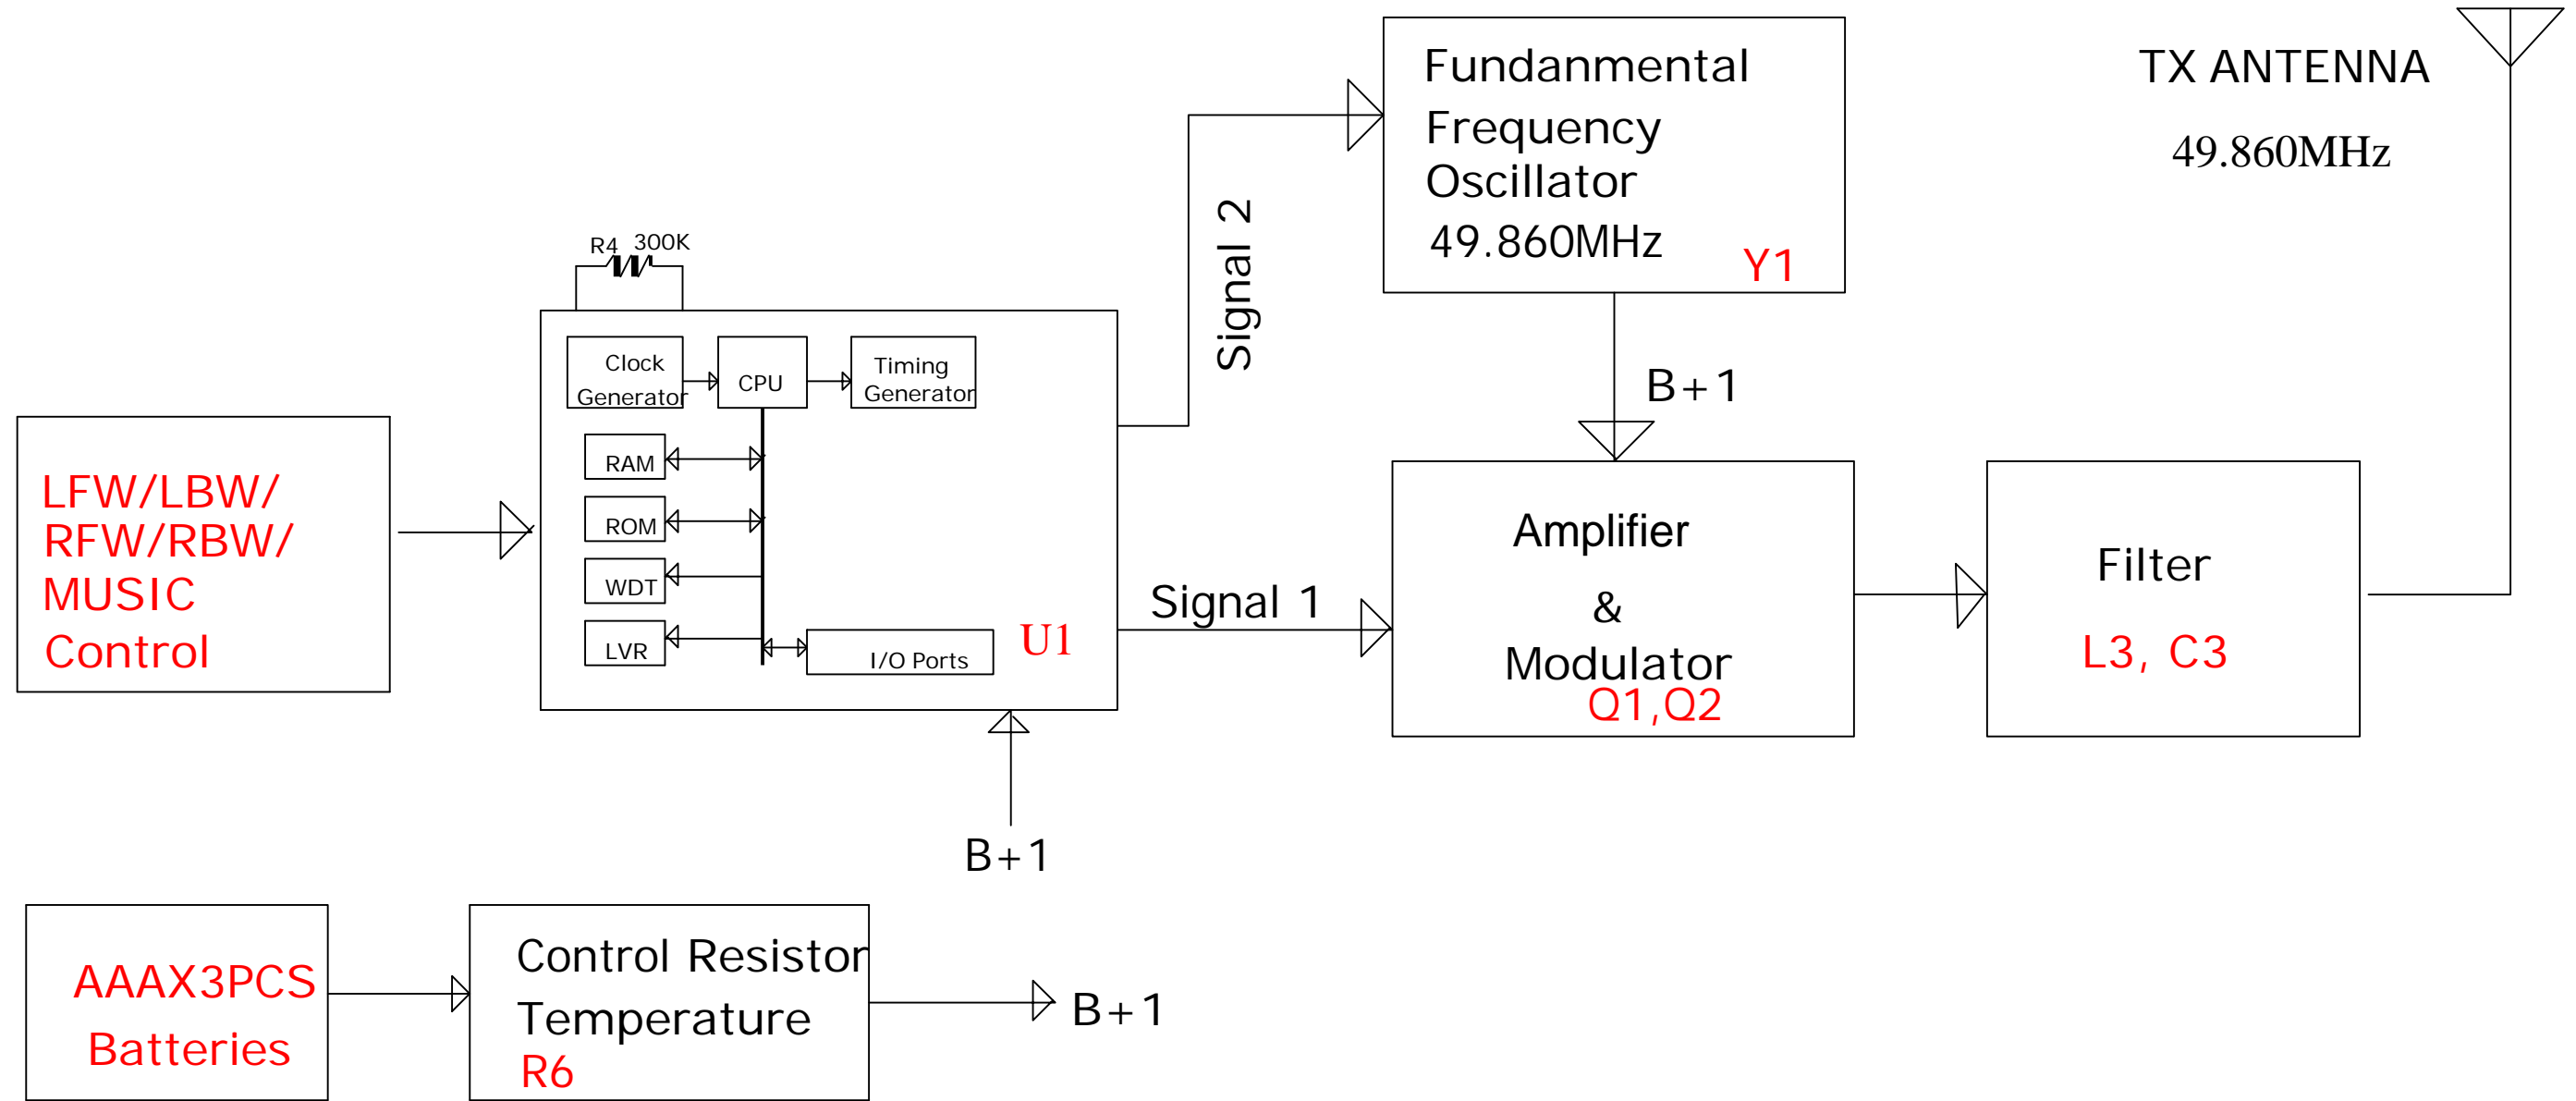 Fundanmental
Frequency
Oscillator
49.860MHz
Y1
TX ANTENNA
49.860MHz
Signal 2
R4 300K
Clock
Generator
CPU
Timing
Generator
RAM
ROM
WDT
LVR
I/O Ports
U1
LFW/LBW/
RFW/RBW/
MUSIC
Control
B+1
Signal 1
Amplifier
&
Modulator
Q1,Q2
Filter
L3, C3
B+1
AAAX3PCS
Batteries
Control Resistor
Temperature
R6
B+1